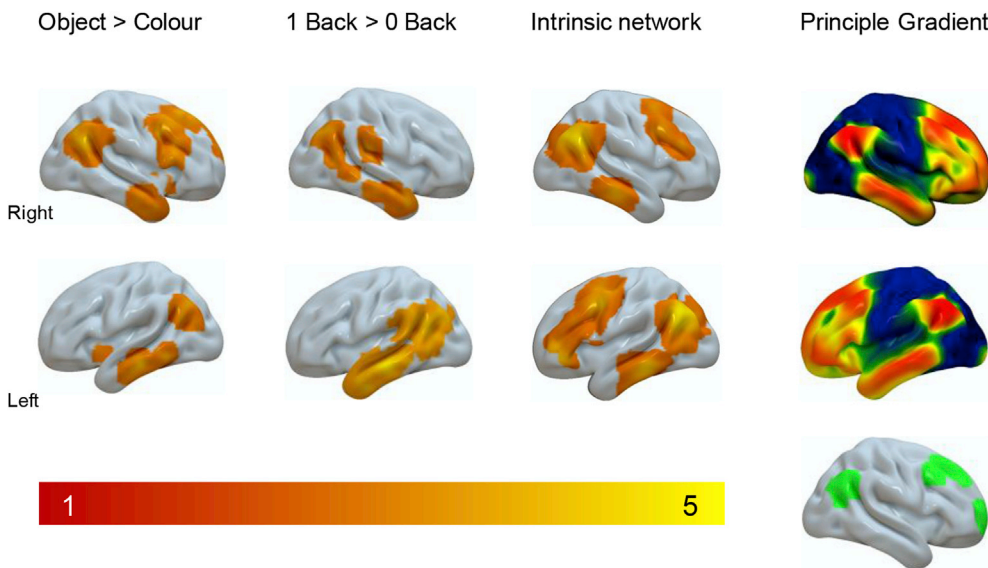 Object > Colour
1 Back > 0 Back
Intrinsic network
Principle Gradient
Right
Left
1
5